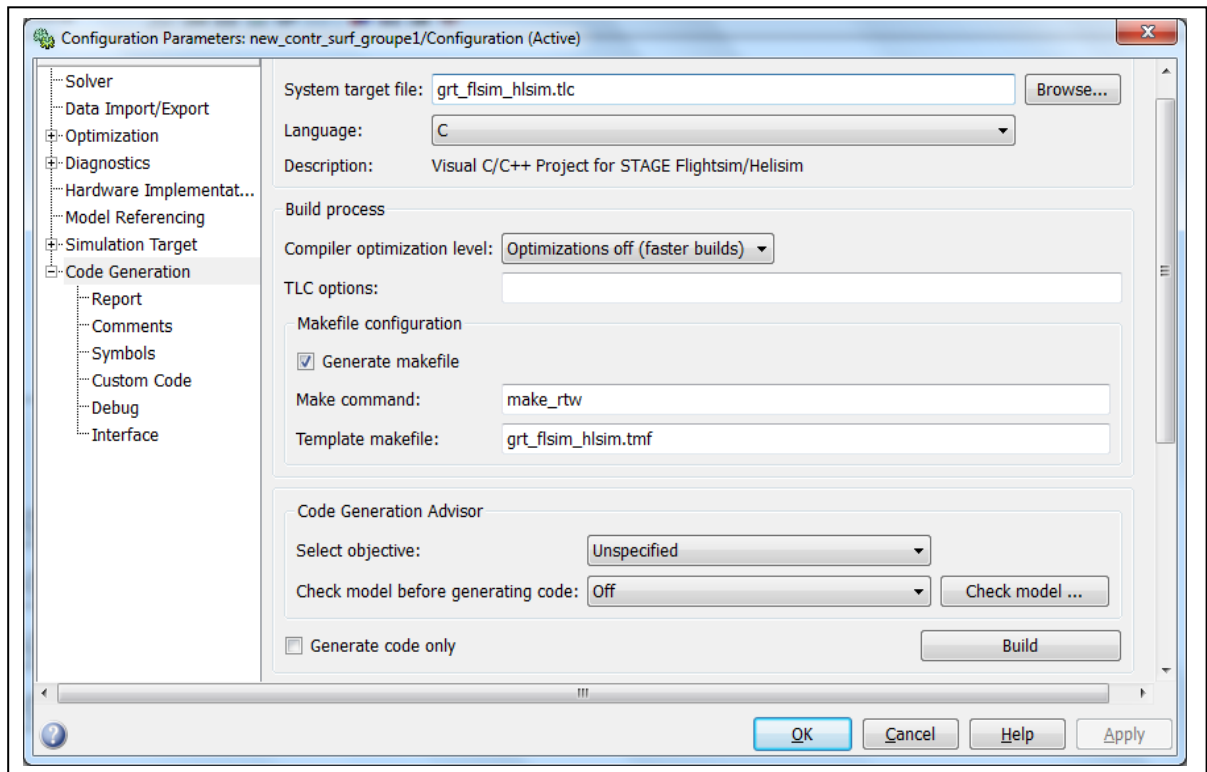 Configuration Parameters: new_contr_surf_groupe1/Configuration (Active)
Solver
Data Import/Export
Optimization
Diagnostics
Hardware Implementat...
Model Referencing
Simulation Target
Code Generation
Report
Comments
Symbols
Custom Code
Debug
Interface
System target file: grt_flsim_hlsim.tlc Browse...
Language: C
Description: Visual C/C++ Project for STAGE Flightsim/Helisim
Build process
Compiler optimization level: Optimizations off (faster builds)
TLC options:
Makefile configuration
Generate makefile
Make command: make_rtw
Template makefile: grt_flsim_hlsim.tmf
Code Generation Advisor
Select objective: Unspecified
Check model before generating code: Off Check model ...
Generate code only Build
OK Cancel Help Apply